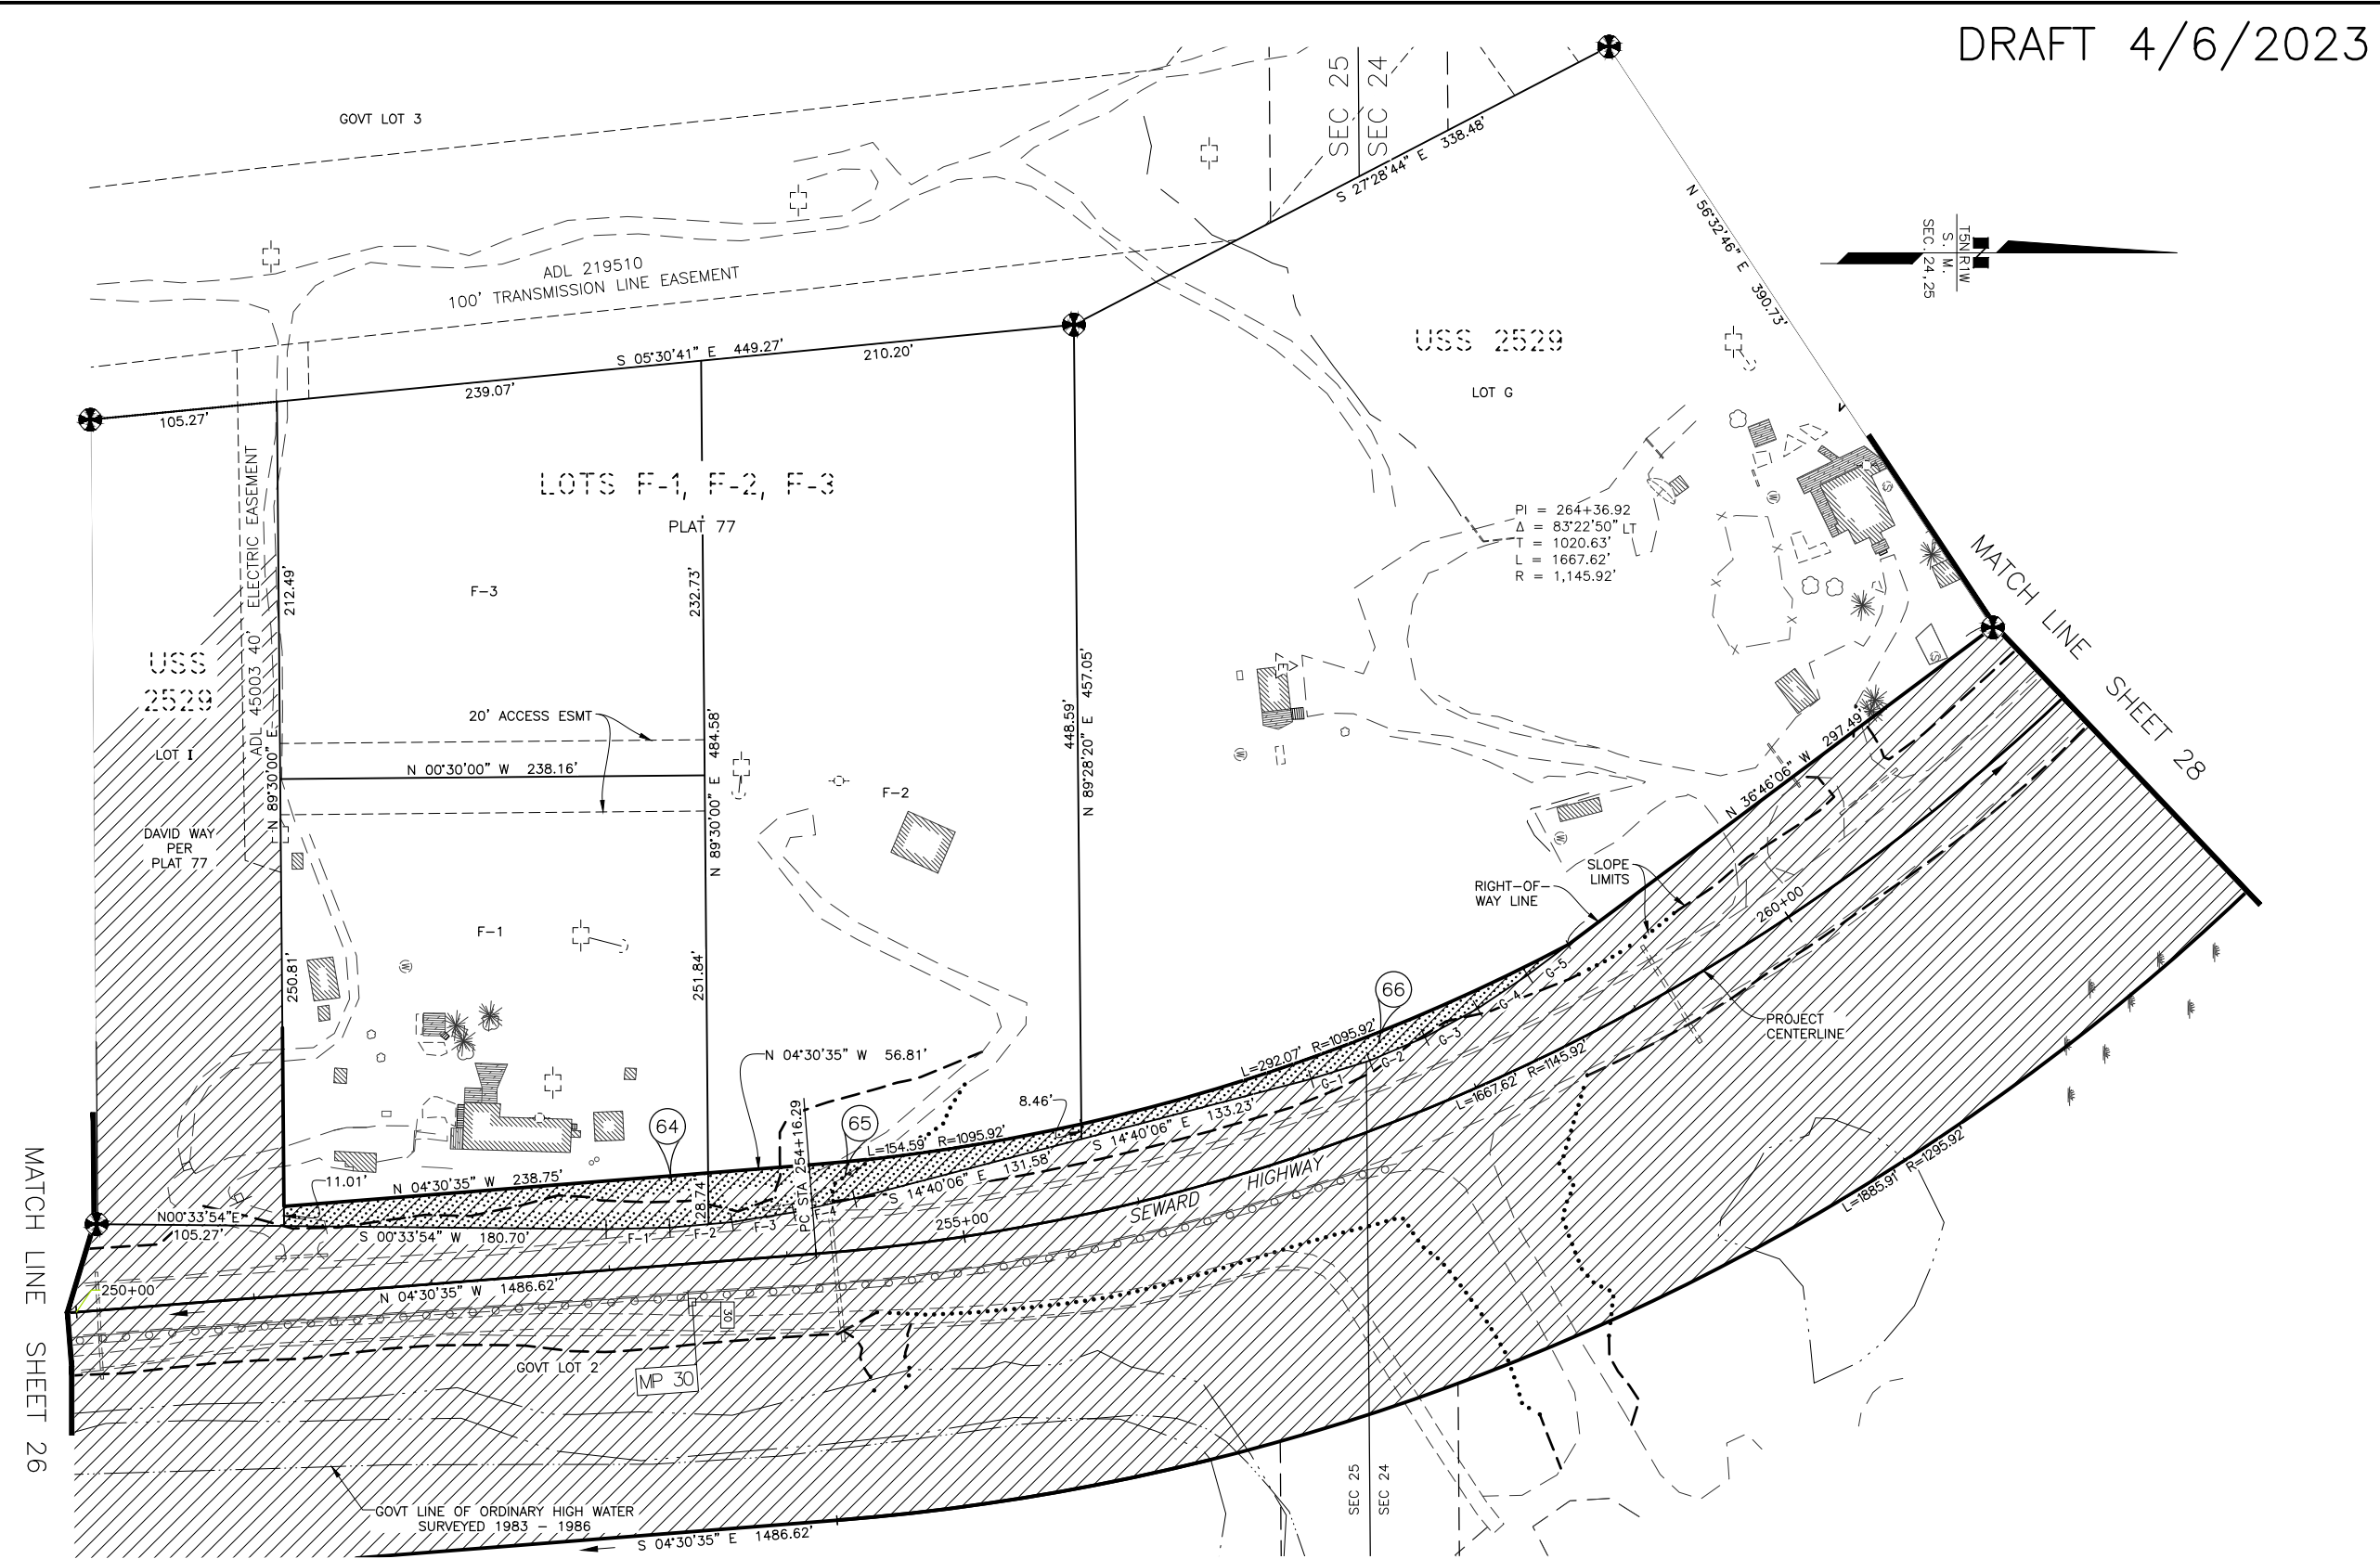 DRAFT 4/6/2023
GOVT LOT 3
SEC 25
SEC 24
S 27°28'44" E 338.48'
N 56°32'46" E 390.73'
T5N R1W
S. M.
SEC. 24,25
ADL 219510
100' TRANSMISSION LINE EASEMENT
USS 2529
LOT G
S 05°30'41" E 449.27'
210.20'
239.07'
105.27'
LOTS F-1, F-2, F-3
PLAT 77
PI = 264+36.92
Δ = 83°22'50" LT
T = 1020.63'
L = 1667.62'
R = 1,145.92'
ADL 45003 40' ELECTRIC EASEMENT
212.49'
F-3
232.73'
MATCH LINE SHEET 28
USS
2529
LOT I
20' ACCESS ESMT
N 00°30'00" W 238.16'
N 89°30'00" E
N 89°30'00" E 484.58'
448.59'
N 89°28'20" E 457.05'
F-2
DAVID WAY
PER
PLAT 77
F-1
W
W
W
W
E
S
S
250.81'
251.84'
N 36°46'06" W 297.49'
SLOPE
LIMITS
RIGHT-OF-
WAY LINE
260+00
PROJECT
CENTERLINE
66
G-5
G-4
G-3
G-2
G-1
L=292.07' R=1095.92'
L=1667.62' R=1145.92'
N 04°30'35" W 56.81'
8.46'
64
65
L=154.59' R=1095.92'
S 14°40'06" E 133.23'
S 14°40'06" E 131.58'
PC STA 254+16.29
11.01'
N 04°30'35" W 238.75'
28.74'
N00°33'54"E
105.27'
S 00°33'54" W 180.70'
F-1
F-2
F-3
F-4
255+00
SEWARD HIGHWAY
L=1885.91' R=1295.92'
250+00
N 04°30'35" W 1486.62'
30
MP 30
GOVT LOT 2
MATCH LINE SHEET 26
GOVT LINE OF ORDINARY HIGH WATER
SURVEYED 1983 - 1986
S 04°30'35" E 1486.62'
SEC 25
SEC 24